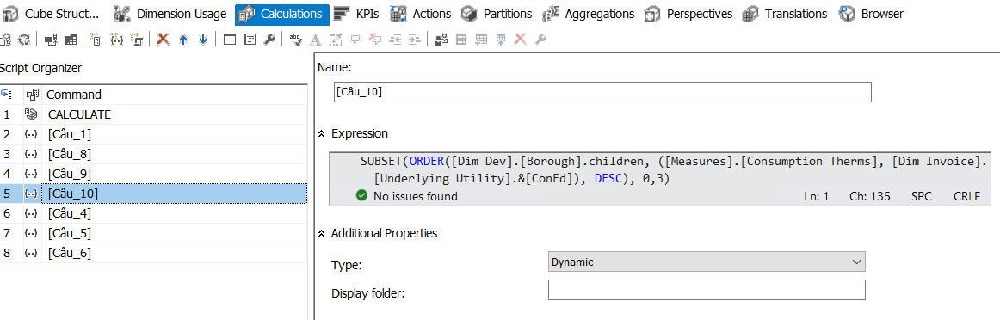 Cube Struct... Dimension Usage Calculations KPIs Actions Partitions Aggregations Perspectives Translations Browser
Script Organizer
Command
1 CALCULATE
2 [Câu_1]
3 [Câu_8]
4 [Câu_9]
5 [Câu_10]
6 [Câu_4]
7 [Câu_5]
8 [Câu_6]
Name:
[Câu_10]
Expression
SUBSET(ORDER([Dim Dev].[Borough].children, ([Measures].[Consumption Therms], [Dim Invoice].
[Underlying Utility].&[ConEd]), DESC), 0,3)
No issues found Ln: 1 Ch: 135 SPC CRLF
Additional Properties
Type: Dynamic
Display folder: